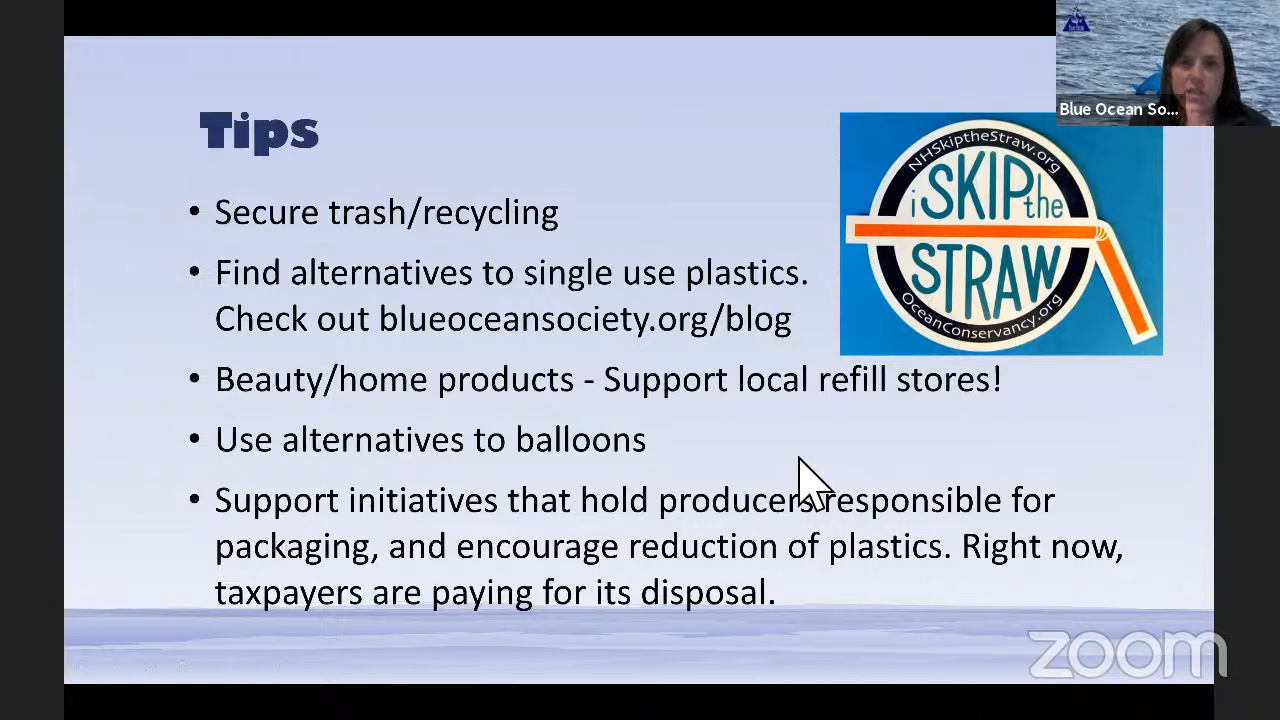 Tips
Blue Ocean So...
NHSkiptheStraw.org
i SKIP the
STRAW
OceanConservancy.org
• Secure trash/recycling
• Find alternatives to single use plastics.
Check out blueoceansociety.org/blog
• Beauty/home products - Support local refill stores!
• Use alternatives to balloons
• Support initiatives that hold producers responsible for
packaging, and encourage reduction of plastics. Right now,
taxpayers are paying for its disposal.
zoom